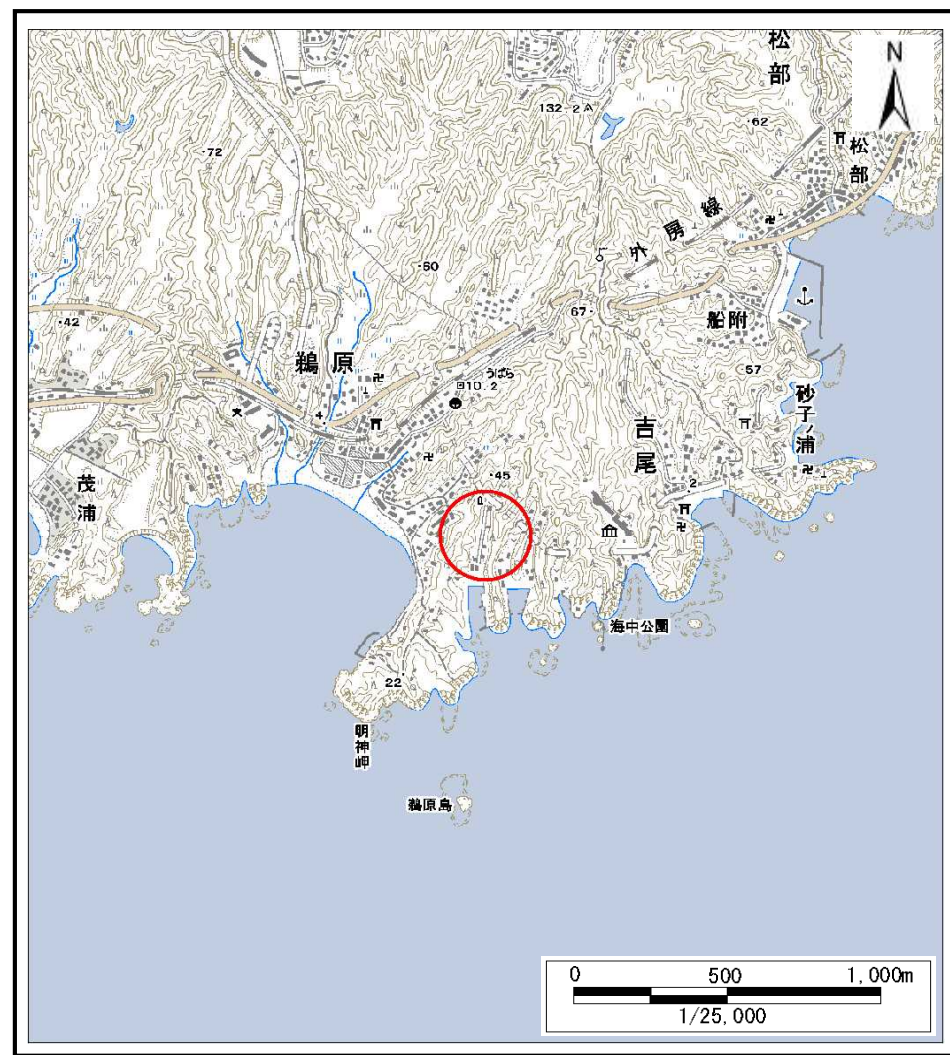 松部
N
132-2
・62
松部
・72
外房線
・60
67・
船附
・42
鵜原
うばら
10.2
57
砂子ノ浦
吉尾
・45
2
茂浦
海中公園
22
明神岬
鵜原島
0 500 1,000m
1/25,000